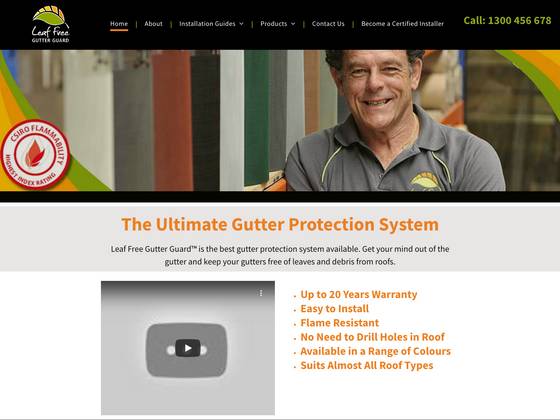 Leaf Free
GUTTER GUARD
Home | About | Installation Guides | Products | Contact Us | Become a Certified Installer
Call: 1300 456 678
CSIRO FLAMMABILITY
HIGHEST INDEX RATING
The Ultimate Gutter Protection System
Leaf Free Gutter Guard™ is the best gutter protection system available. Get your mind out of the
gutter and keep your gutters free of leaves and debris from roofs.
• Up to 20 Years Warranty
• Easy to Install
• Flame Resistant
• No Need to Drill Holes in Roof
• Available in a Range of Colours
• Suits Almost All Roof Types